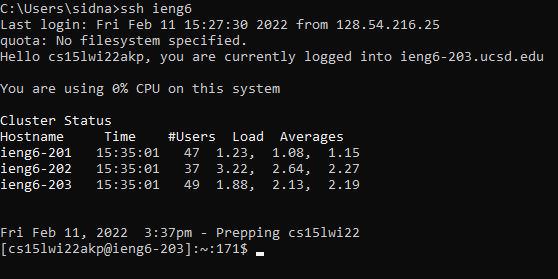 C:\Users\sidna>ssh ieng6
Last login: Fri Feb 11 15:27:30 2022 from 128.54.216.25
quota: No filesystem specified.
Hello cs15lwi22akp, you are currently logged into ieng6-203.ucsd.edu
You are using 0% CPU on this system
Cluster Status
Hostname     Time    #Users  Load  Averages
ieng6-201   15:35:01   47  1.23,  1.08,  1.15
ieng6-202   15:35:01   37  3.22,  2.64,  2.27
ieng6-203   15:35:01   49  1.88,  2.13,  2.19
Fri Feb 11, 2022  3:37pm - Prepping cs15lwi22
[cs15lwi22akp@ieng6-203]:~:171$